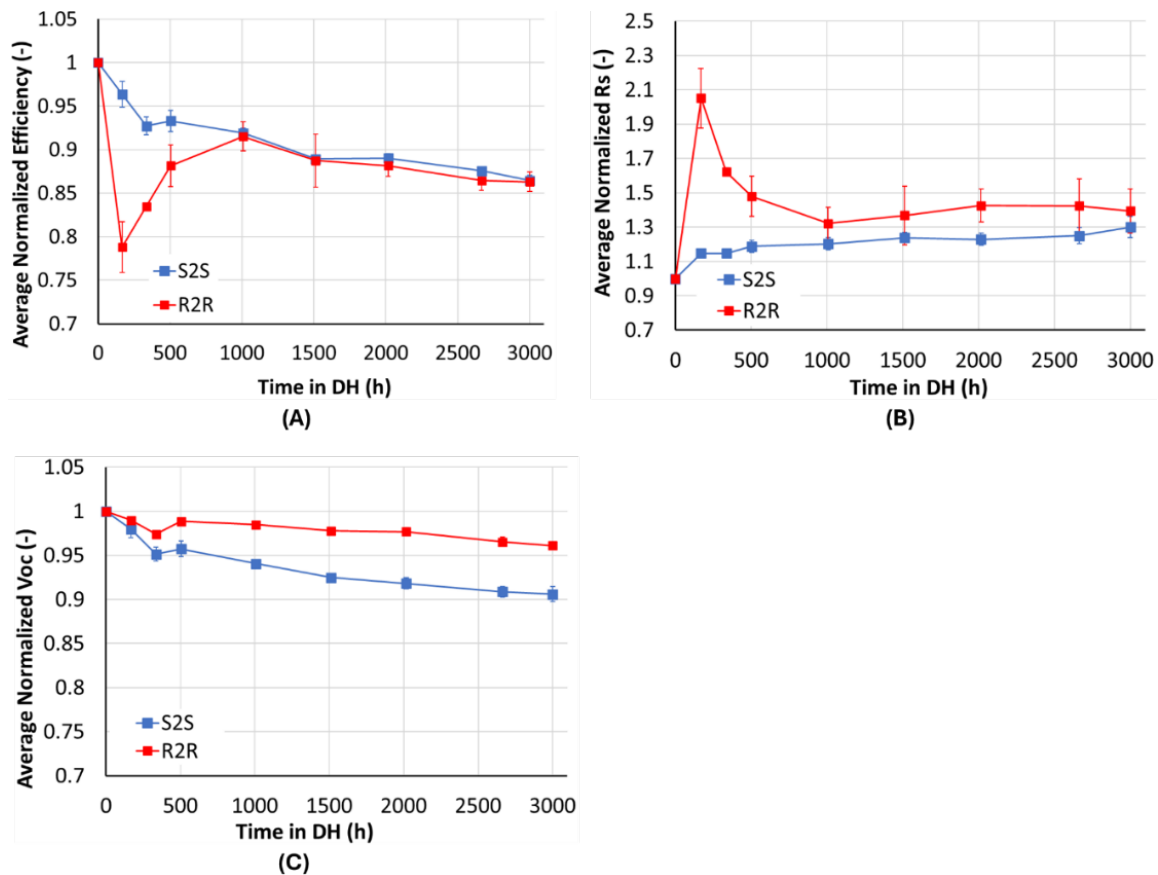 Average Normalized Efficiency (-)
1.05
1
0.95
0.9
0.85
0.8
0.75
0.7
S2S
R2R
0 500 1000 1500 2000 2500 3000
Time in DH (h)
(A)
Average Normalized Rs (-)
2.5
2.3
2.1
1.9
1.7
1.5
1.3
1.1
0.9
0.7
S2S
R2R
0 500 1000 1500 2000 2500 3000
Time in DH (h)
(B)
Average Normalized Voc (-)
1.05
1
0.95
0.9
0.85
0.8
0.75
0.7
S2S
R2R
0 500 1000 1500 2000 2500 3000
Time in DH (h)
(C)